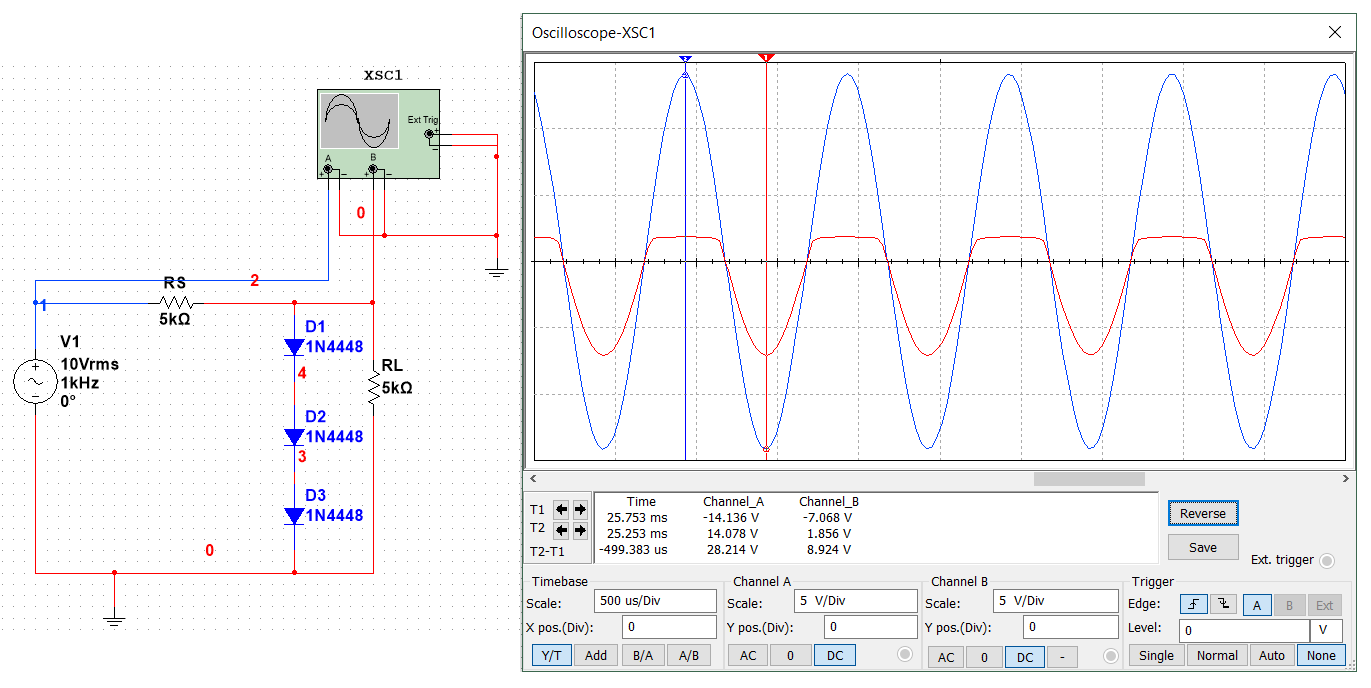 XSC1
Ext Trig
+
−
A B
+ − + −
0
2
RS
1
5kΩ
V1
10Vrms
1kHz
0°
+
−
D1
1N4448
4
RL
5kΩ
D2
1N4448
3
D3
1N4448
0
Oscilloscope-XSC1
2 1
T1
T2
T2-T1
Time Channel_A Channel_B
25.753 ms -14.136 V -7.068 V
25.253 ms 14.078 V 1.856 V
-499.383 us 28.214 V 8.924 V
Reverse
Save
Ext. trigger
Timebase
Scale: 500 us/Div
X pos.(Div): 0
Y/T Add B/A A/B
Channel A
Scale: 5 V/Div
Y pos.(Div): 0
AC 0 DC
Channel B
Scale: 5 V/Div
Y pos.(Div): 0
AC 0 DC -
Trigger
Edge: A B Ext
Level: 0 V
Single Normal Auto None